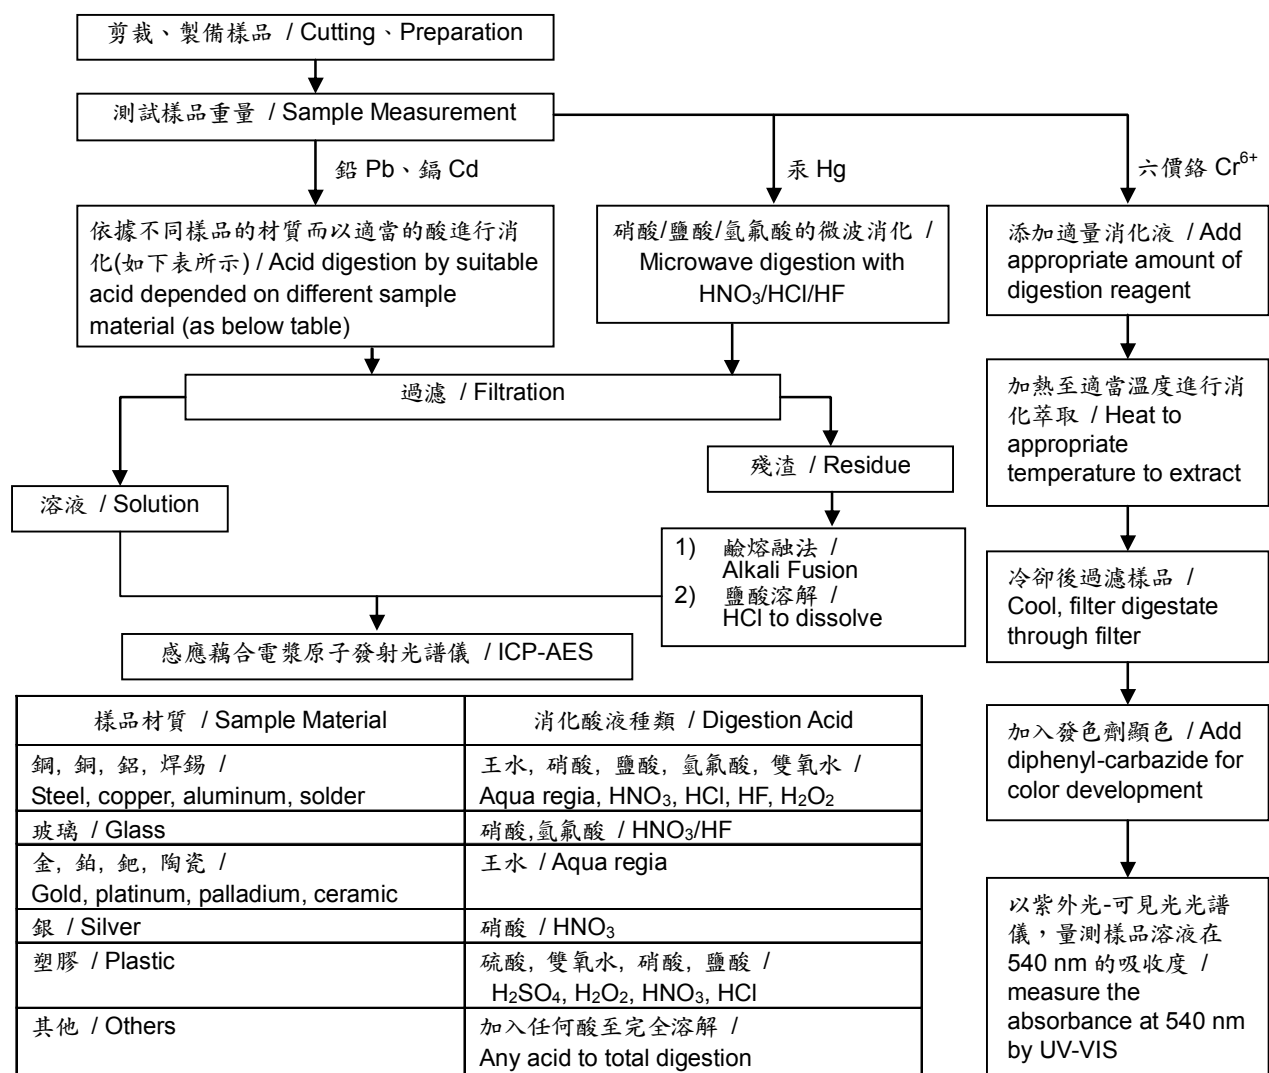 剪裁、製備樣品 / Cutting、Preparation
測試樣品重量 / Sample Measurement
鉛 Pb、鎘 Cd
汞 Hg
六價鉻 Cr⁶⁺
依據不同樣品的材質而以適當的酸進行消
化(如下表所示) / Acid digestion by suitable
acid depended on different sample
material (as below table)
硝酸/鹽酸/氫氟酸的微波消化 /
Microwave digestion with
HNO₃/HCl/HF
添加適量消化液 / Add
appropriate amount of
digestion reagent
過濾 / Filtration
加熱至適當溫度進行消
化萃取 / Heat to
appropriate
temperature to extract
溶液 / Solution
殘渣 / Residue
1) 鹼熔融法 /
Alkali Fusion
2) 鹽酸溶解 /
HCl to dissolve
冷卻後過濾樣品 /
Cool, filter digestate
through filter
感應藕合電漿原子發射光譜儀 / ICP-AES
加入發色劑顯色 / Add
diphenyl-carbazide for
color development
以紫外光-可見光光譜
儀，量測樣品溶液在
540 nm 的吸收度 /
measure the
absorbance at 540 nm
by UV-VIS
樣品材質 / Sample Material
消化酸液種類 / Digestion Acid
鋼, 銅, 鋁, 焊錫 /
Steel, copper, aluminum, solder
王水, 硝酸, 鹽酸, 氫氟酸, 雙氧水 /
Aqua regia, HNO₃, HCl, HF, H₂O₂
玻璃 / Glass
硝酸,氫氟酸 / HNO₃/HF
金, 鉑, 鈀, 陶瓷 /
Gold, platinum, palladium, ceramic
王水 / Aqua regia
銀 / Silver
硝酸 / HNO₃
塑膠 / Plastic
硫酸, 雙氧水, 硝酸, 鹽酸 /
H₂SO₄, H₂O₂, HNO₃, HCl
其他 / Others
加入任何酸至完全溶解 /
Any acid to total digestion